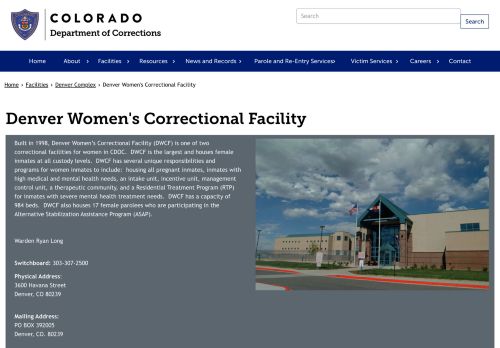 COLORADO
Department of Corrections
Search
Search
Home About Facilities Resources News and Records Parole and Re-Entry Services Victim Services Careers Contact
Home › Facilities › Denver Complex › Denver Women's Correctional Facility
Denver Women's Correctional Facility
Built in 1998, Denver Women's Correctional Facility (DWCF) is one of two
correctional facilities for women in CDOC. DWCF is the largest and houses female
inmates at all custody levels. DWCF has several unique responsibilities and
programs for women inmates to include: housing all pregnant inmates, inmates with
high medical and mental health needs, an intake unit, incentive unit, management
control unit, a therapeutic community, and a Residential Treatment Program (RTP)
for inmates with severe mental health treatment needs. DWCF has a capacity of
984 beds. DWCF also houses 17 female parolees who are participating in the
Alternative Stabilization Assistance Program (ASAP).
Warden Ryan Long
Switchboard: 303-307-2500
Physical Address:
3600 Havana Street
Denver, CO 80239
Mailing Address:
PO BOX 392005
Denver, CO. 80239